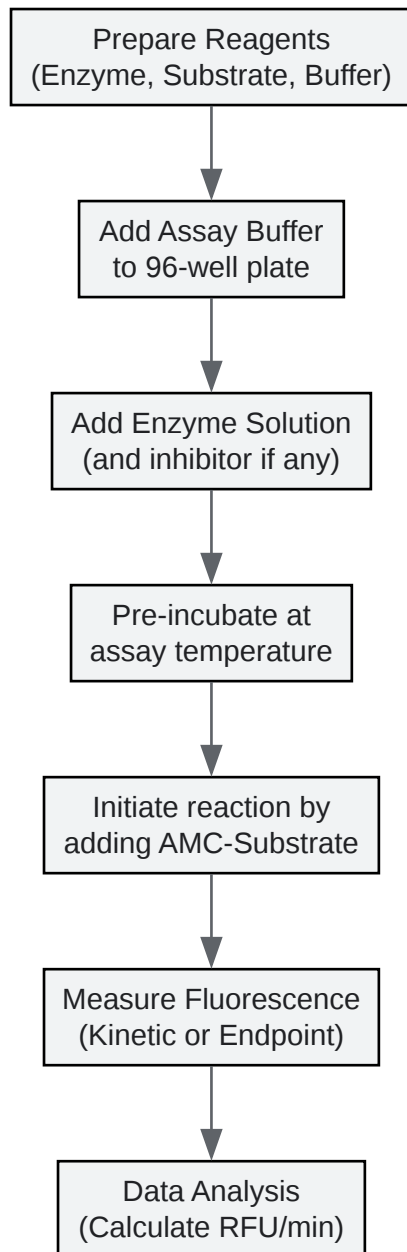 Prepare Reagents
(Enzyme, Substrate, Buffer)
Add Assay Buffer
to 96-well plate
Add Enzyme Solution
(and inhibitor if any)
Pre-incubate at
assay temperature
Initiate reaction by
adding AMC-Substrate
Measure Fluorescence
(Kinetic or Endpoint)
Data Analysis
(Calculate RFU/min)